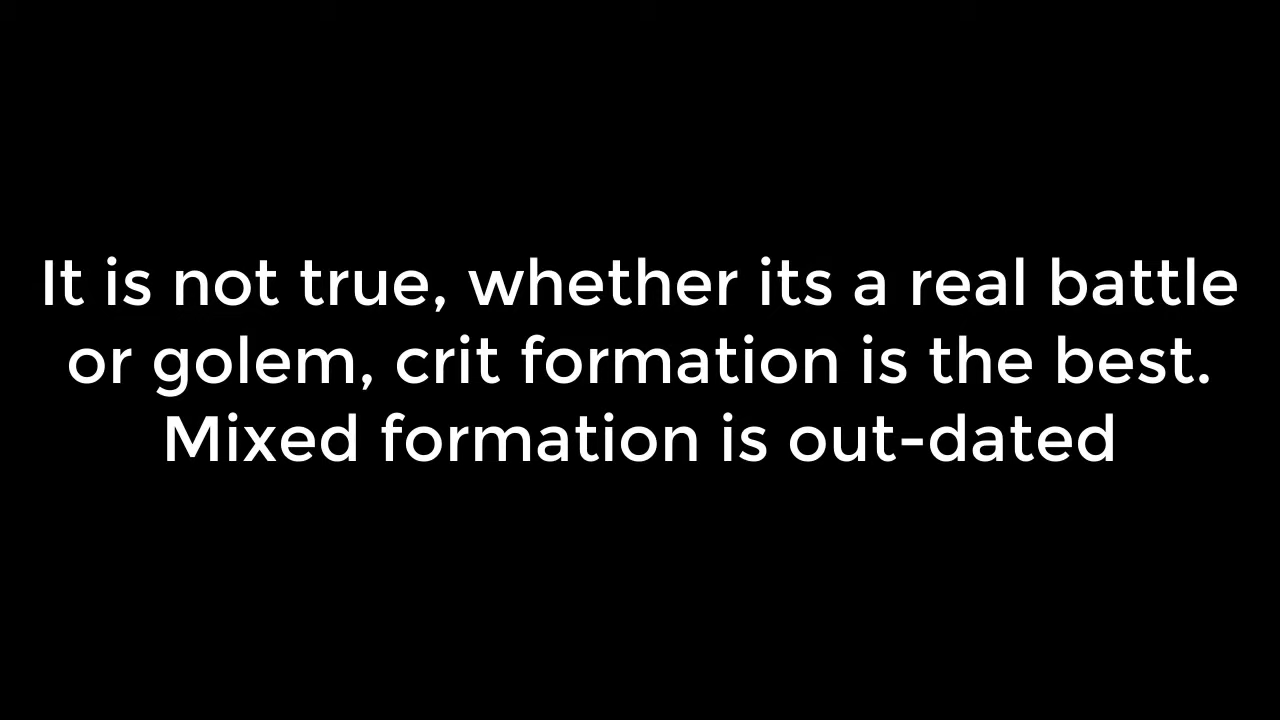 It is not true, whether its a real battle
or golem, crit formation is the best.
Mixed formation is out-dated